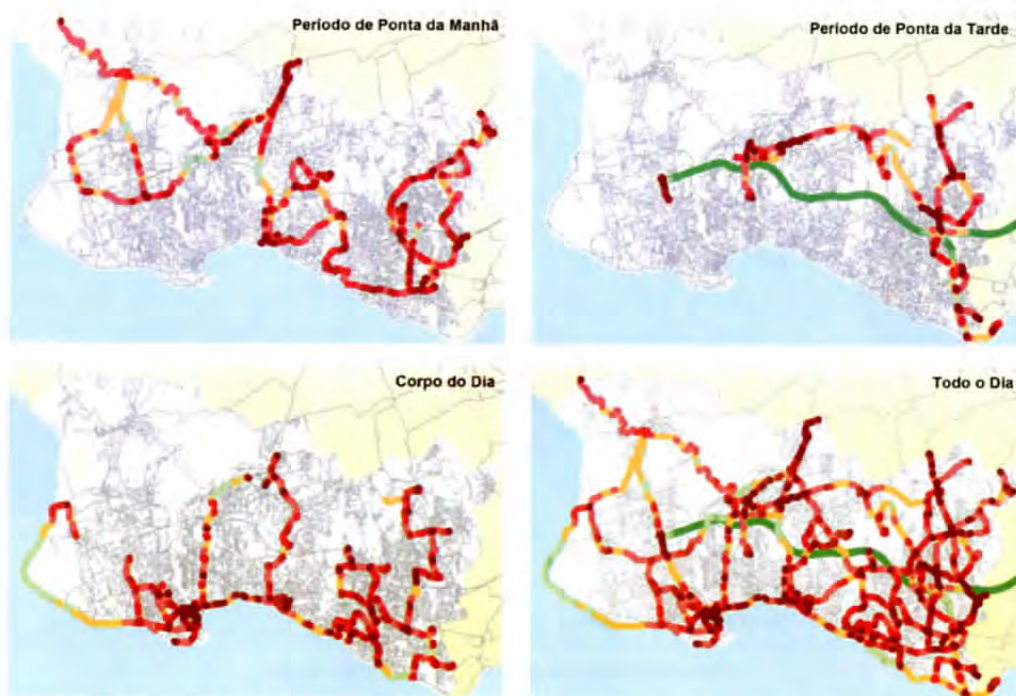 Período de Ponta da Manhã
Período de Ponta da Tarde
Corpo do Dia
Todo o Dia